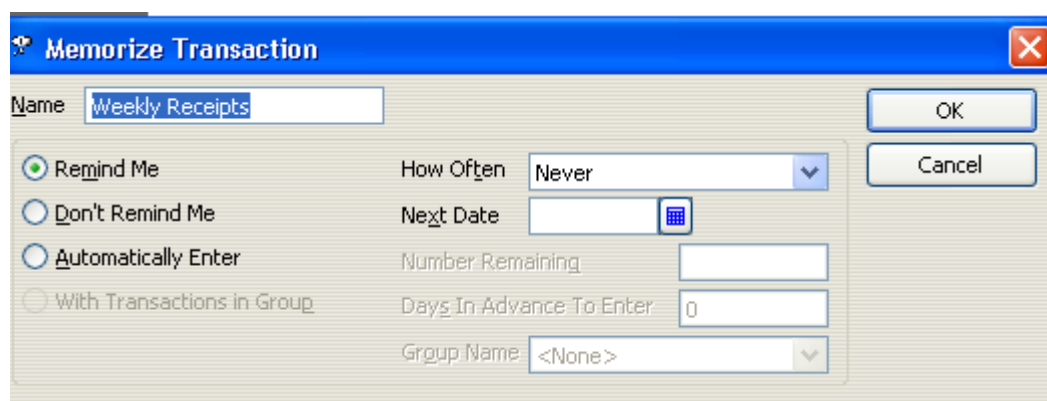 Memorize Transaction
Name Weekly Receipts
OK
Cancel
Remind Me
How Often Never
Don't Remind Me
Next Date
Automatically Enter
Number Remaining
With Transactions in Group
Days In Advance To Enter 0
Group Name <None>